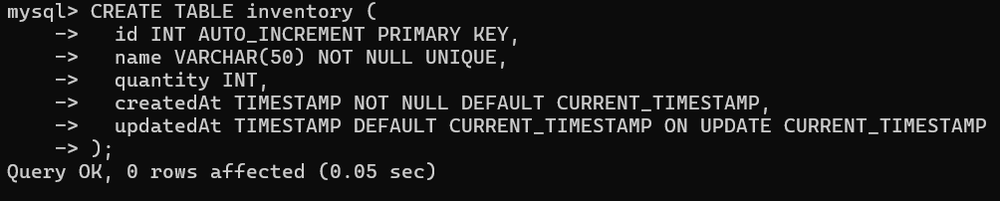 mysql> CREATE TABLE inventory (
    ->   id INT AUTO_INCREMENT PRIMARY KEY,
    ->   name VARCHAR(50) NOT NULL UNIQUE,
    ->   quantity INT,
    ->   createdAt TIMESTAMP NOT NULL DEFAULT CURRENT_TIMESTAMP,
    ->   updatedAt TIMESTAMP DEFAULT CURRENT_TIMESTAMP ON UPDATE CURRENT_TIMESTAMP
    -> );
Query OK, 0 rows affected (0.05 sec)